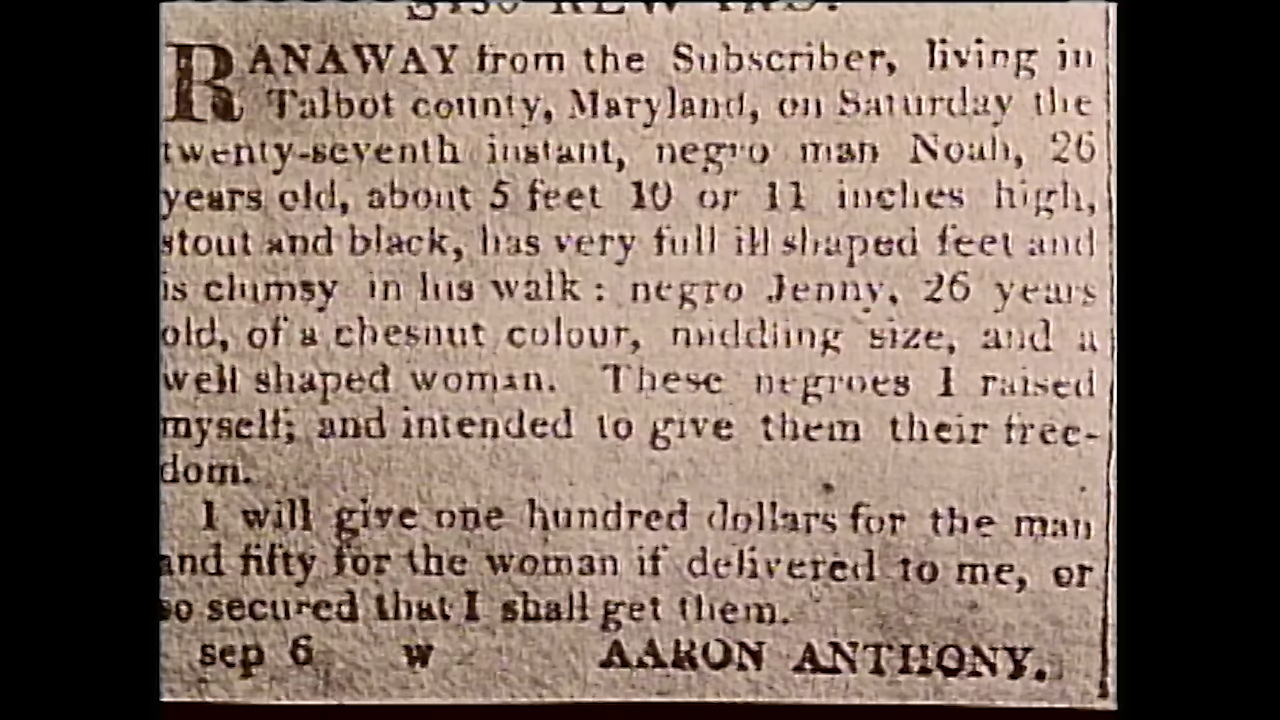 $150 REWARD.
RANAWAY from the Subscriber, living in
Talbot county, Maryland, on Saturday the
twenty-seventh instant, negro man Noah, 26
years old, about 5 feet 10 or 11 inches high,
stout and black, has very full ill shaped feet and
is clumsy in his walk : negro Jenny, 26 years
old, of a chesnut colour, middling size, and a
well shaped woman. These negroes I raised
myself; and intended to give them their free-
dom.
I will give one hundred dollars for the man
and fifty for the woman if delivered to me, or
so secured that I shall get them.
sep 6 w AARON ANTHONY.